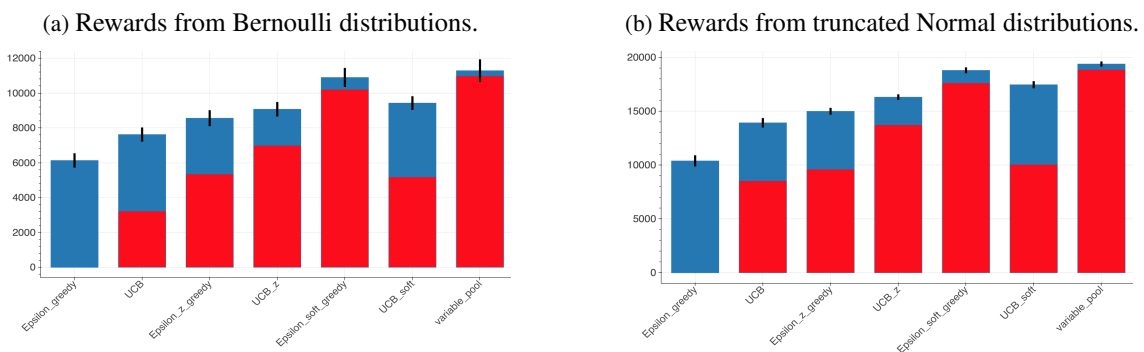 (a) Rewards from Bernoulli distributions.
12000
10000
8000
6000
4000
2000
0
Epsilon_greedy
UCB
Epsilon_z_greedy
UCB_z
Epsilon_soft_greedy
UCB_soft
variable_pool
(b) Rewards from truncated Normal distributions.
20000
15000
10000
5000
0
Epsilon_greedy
UCB
Epsilon_z_greedy
UCB_z
Epsilon_soft_greedy
UCB_soft
variable_pool